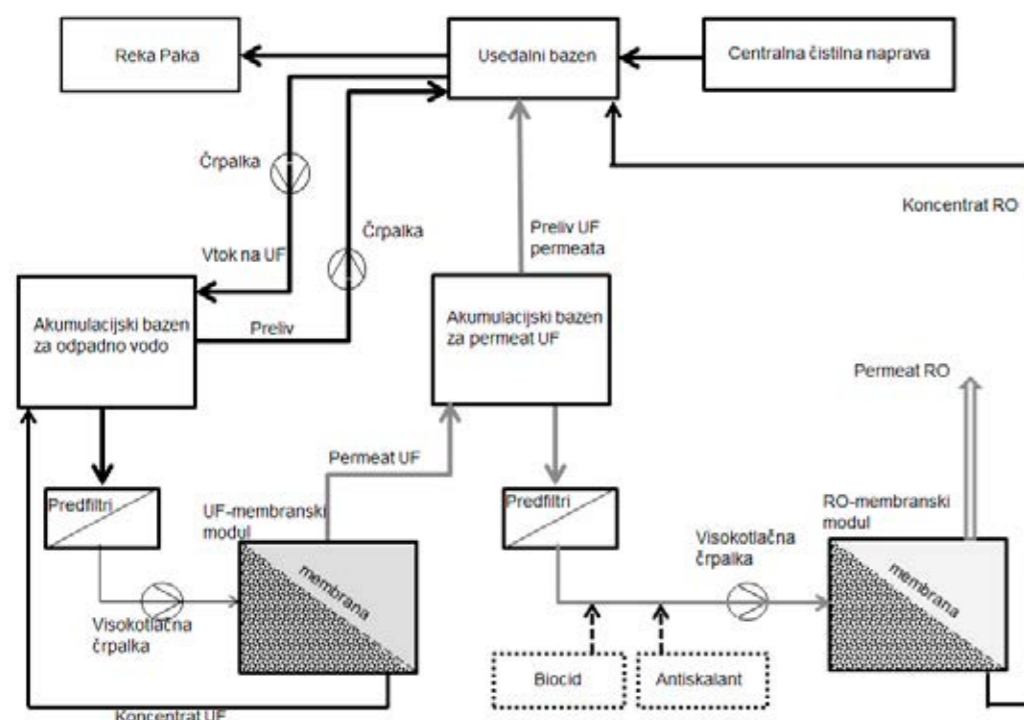 Reka Paka
Usedalni bazen
Centralna čistilna naprava
Črpalka
Koncentrat RO
Črpalka
Preliv UF
permeata
Vtok na UF
Akumulacijski bazen
za odpadno vodo
Preliv
Akumulacijski bazen
za permeat UF
Permeat RO
Permeat UF
Predfiltri
UF-membranski
modul
Predfiltri
RO-membranski
modul
Visokotlačna
črpalka
membrana
membrana
Visokotlačna
črpalka
Biocid
Antiskalant
Koncentrat UF